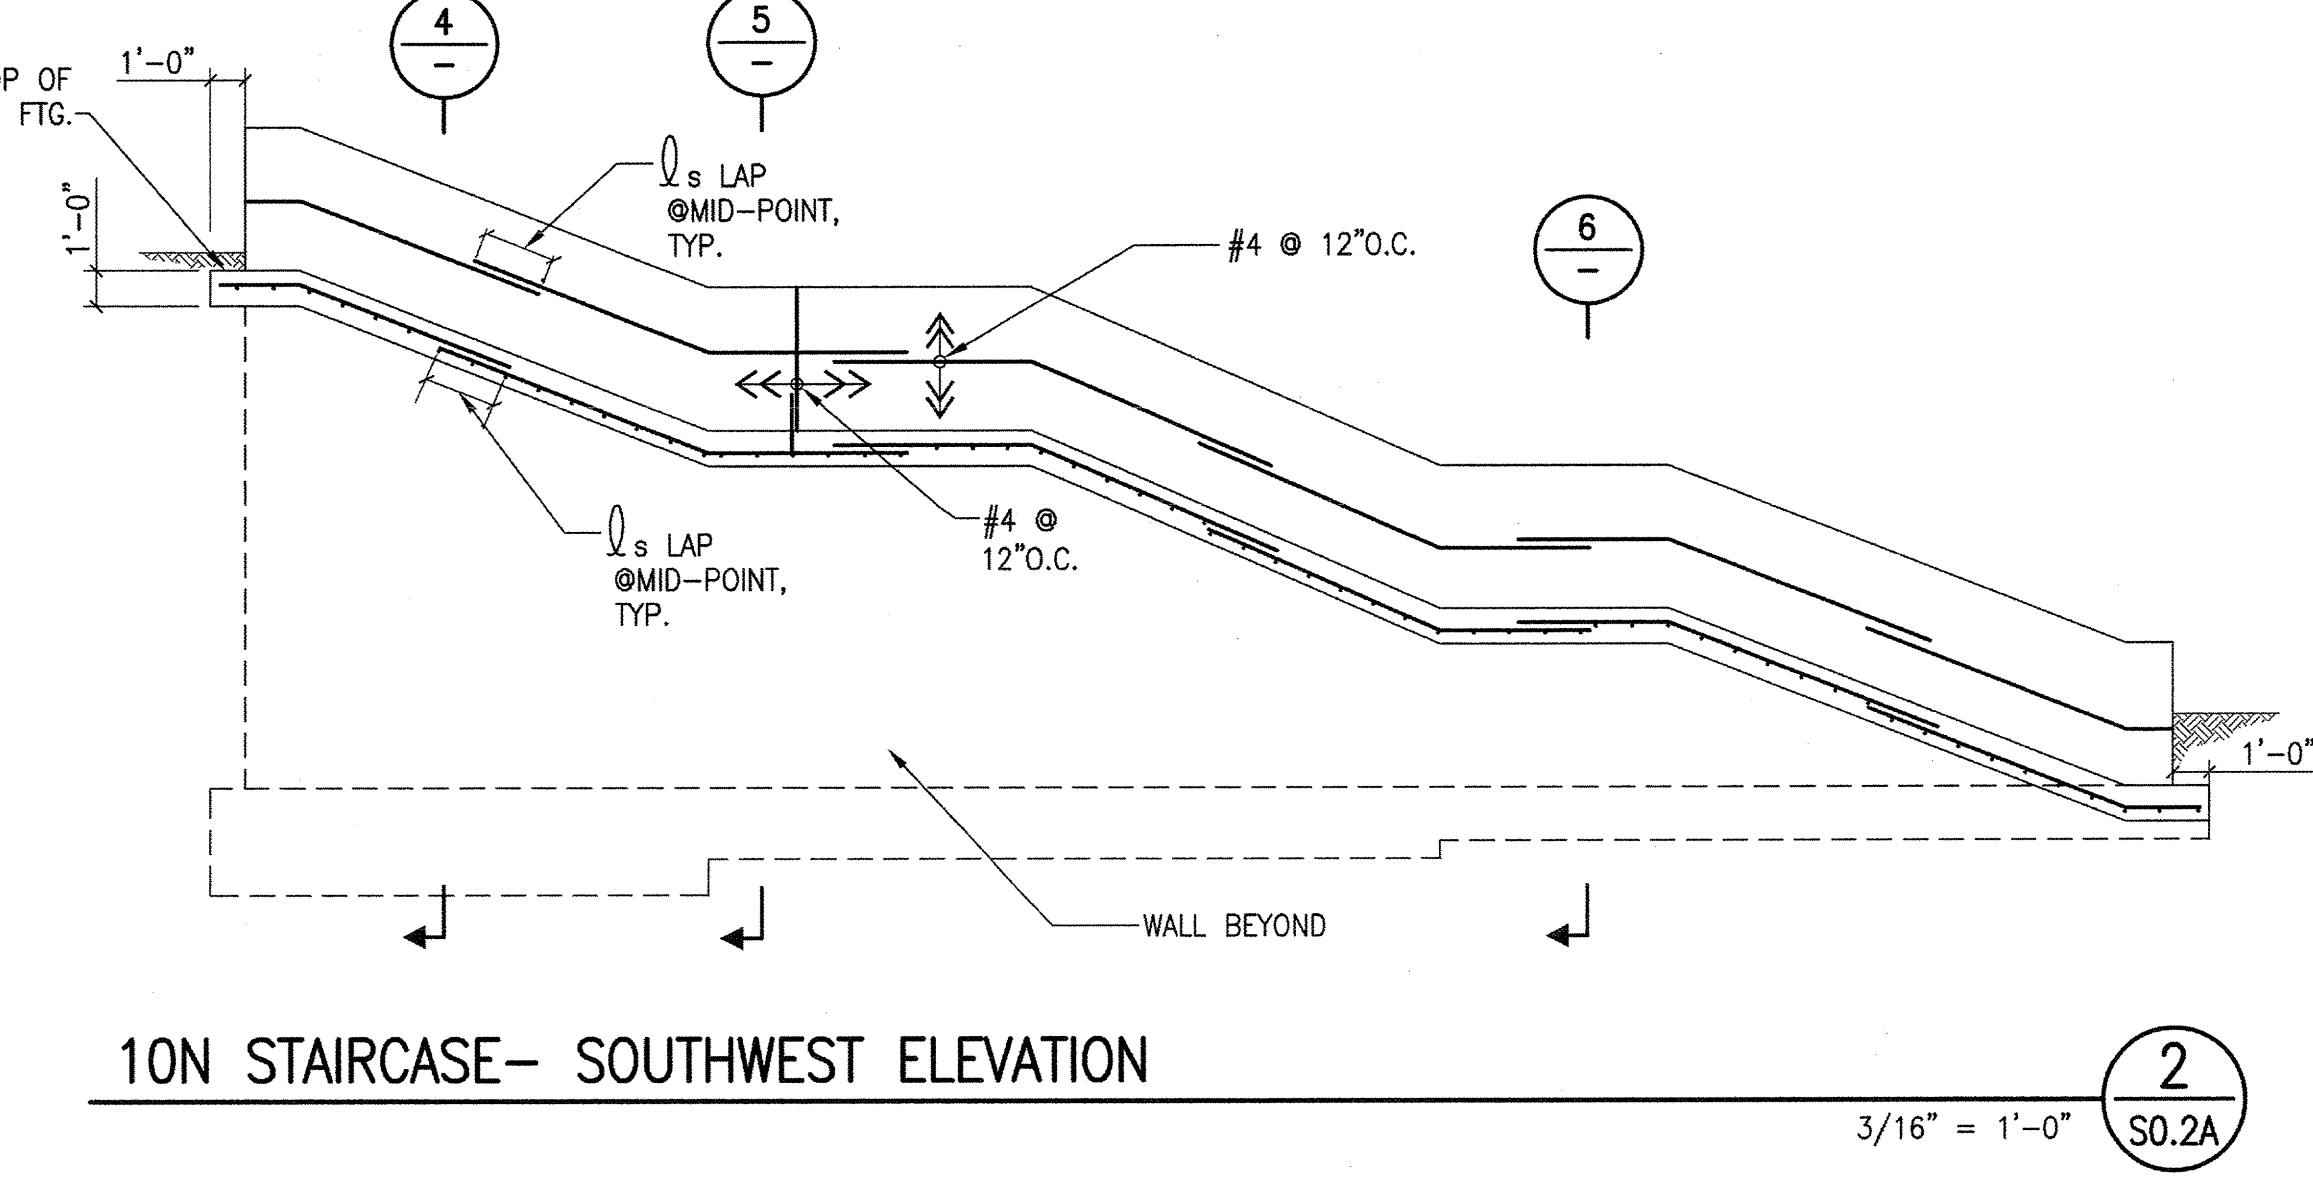 4
–
5
–
1'-0"
P OF
FTG.
1'-0"
ℓs LAP
@MID-POINT,
TYP.
#4 @ 12"O.C.
6
–
#4 @
12"O.C.
ℓs LAP
@MID-POINT,
TYP.
1'-0"
WALL BEYOND
10N STAIRCASE- SOUTHWEST ELEVATION
2
3/16" = 1'-0"
S0.2A